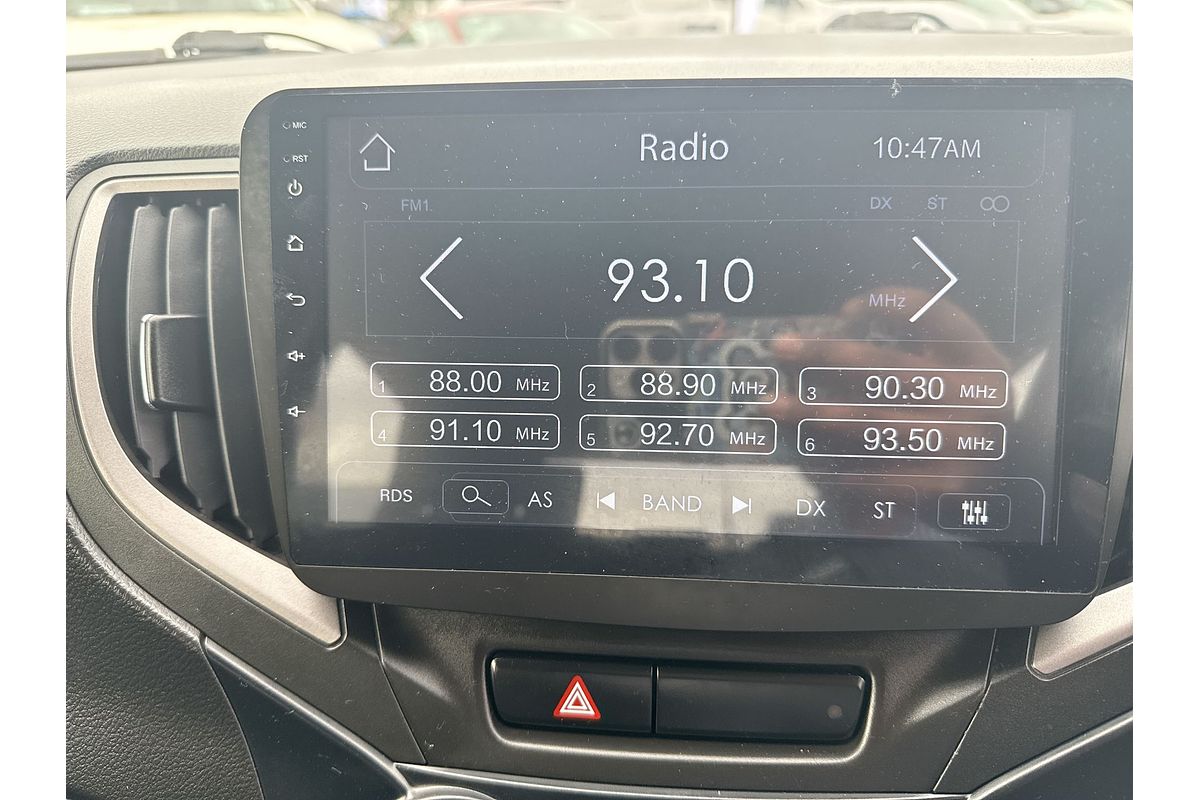 MIC
RST
Radio 10:47AM
FM1 DX ST
93.10 MHz
1 88.00 MHz 2 88.90 MHz 3 90.30 MHz
4 91.10 MHz 5 92.70 MHz 6 93.50 MHz
RDS AS BAND DX ST